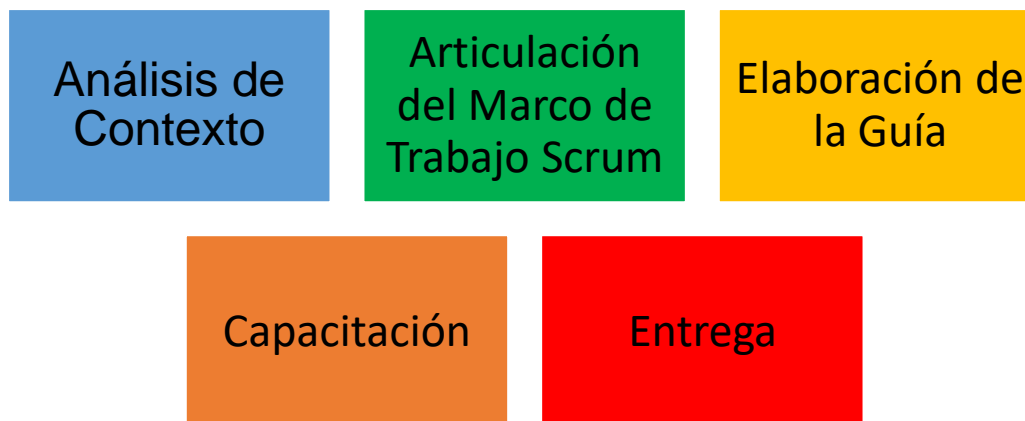 Análisis de
Contexto
Articulación
del Marco de
Trabajo Scrum
Elaboración de
la Guía
Capacitación
Entrega